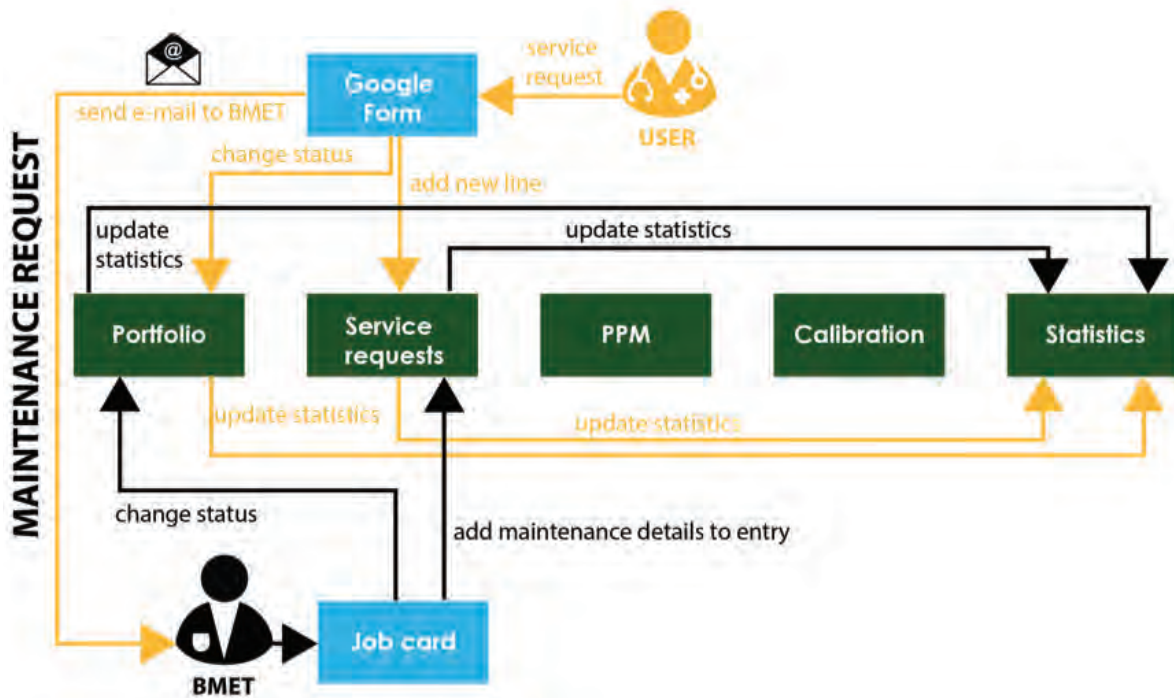 MAINTENANCE REQUEST
@
service
request
Google
Form
USER
send e-mail to BMET
change status
add new line
update
statistics
update statistics
Portfolio
Service
requests
PPM
Calibration
Statistics
update statistics
update statistics
change status
add maintenance details to entry
Job card
BMET